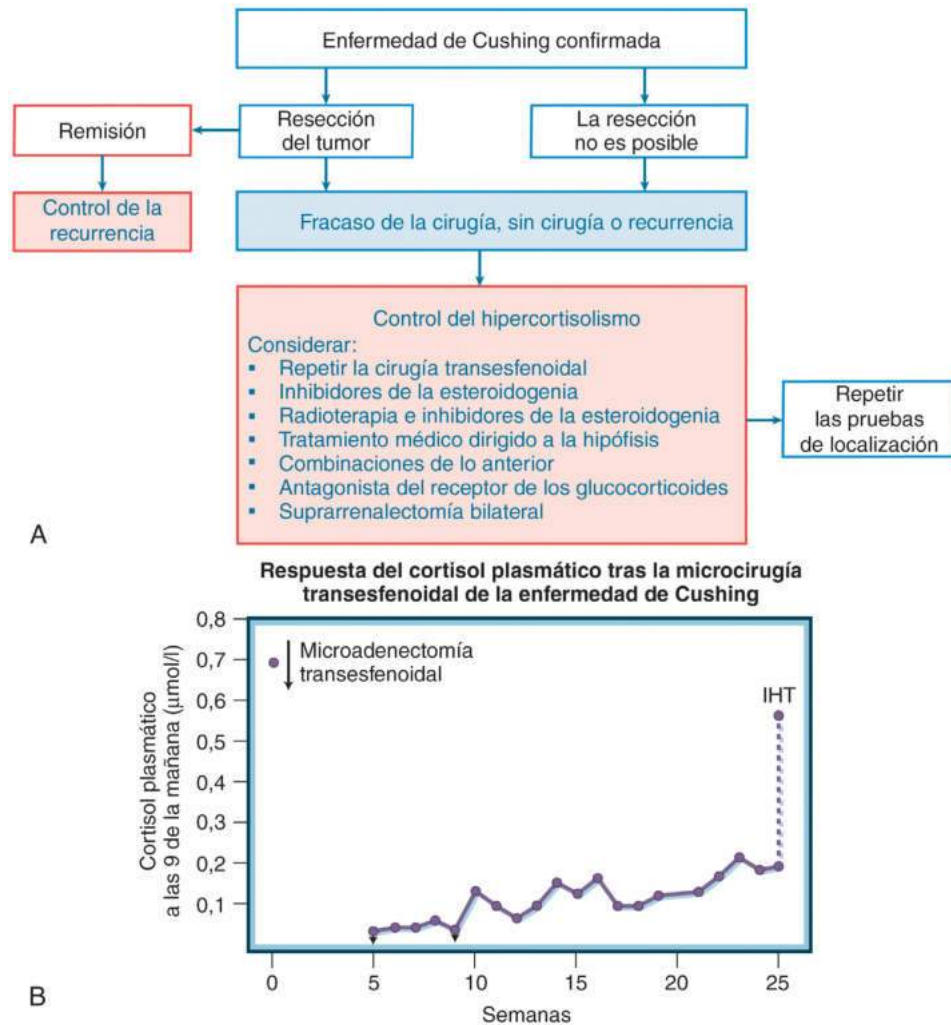 Enfermedad de Cushing confirmada
Remisión
Resección
del tumor
La resección
no es posible
Control de la
recurrencia
Fracaso de la cirugía, sin cirugía o recurrencia
Control del hipercortisolismo
Considerar:
▪ Repetir la cirugía transesfenoidal
▪ Inhibidores de la esteroidogenia
▪ Radioterapia e inhibidores de la esteroidogenia
▪ Tratamiento médico dirigido a la hipófisis
▪ Combinaciones de lo anterior
▪ Antagonista del receptor de los glucocorticoides
▪ Suprarrenalectomía bilateral
Repetir
las pruebas
de localización
A
Respuesta del cortisol plasmático tras la microcirugía
transesfenoidal de la enfermedad de Cushing
Cortisol plasmático
a las 9 de la mañana (μmol/l)
0,8
0,7
0,6
0,5
0,4
0,3
0,2
0,1
Microadenectomía
transesfenoidal
IHT
0 5 10 15 20 25
Semanas
B